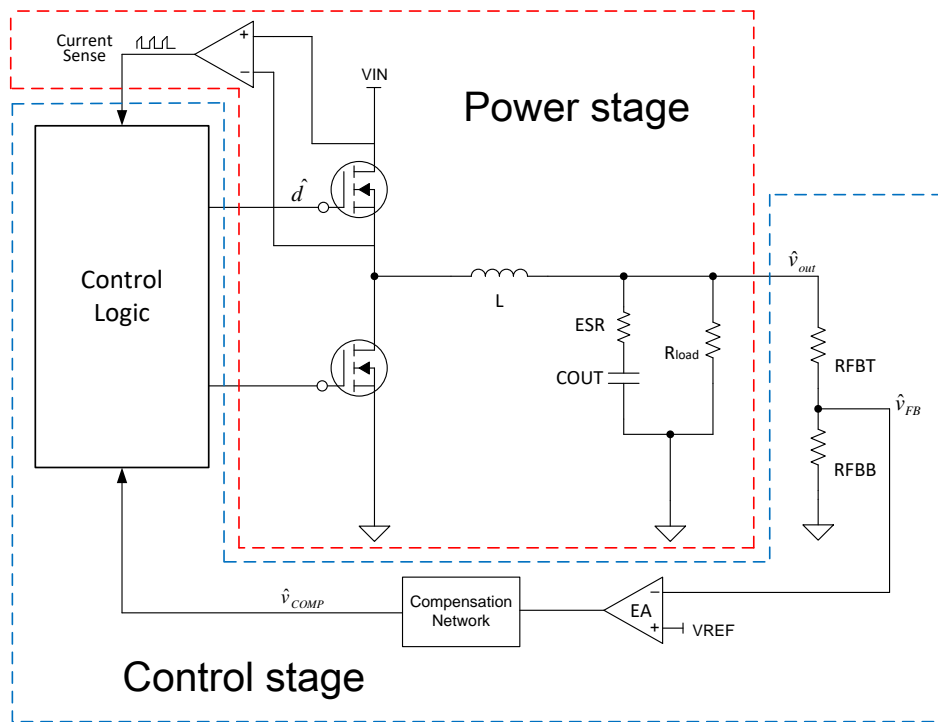 Current
Sense
+
−
VIN
Power stage
d̂
Control
Logic
L
v̂out
ESR
Rload
COUT
RFBT
v̂FB
RFBB
v̂COMP
Compensation
Network
EA
−
+
VREF
Control stage